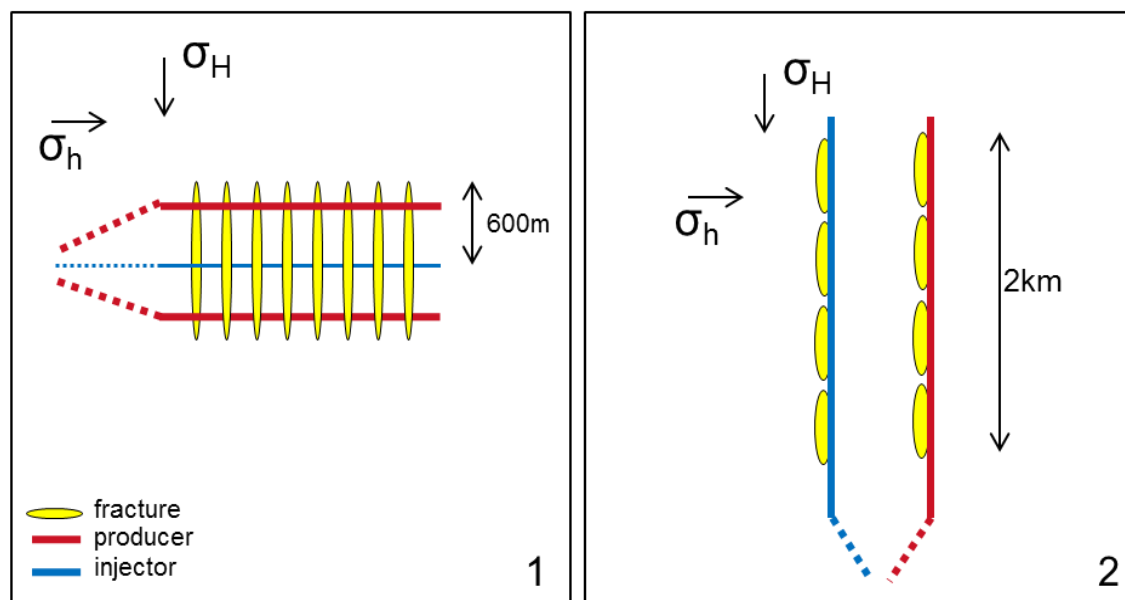 σH
σh
600m
fracture
producer
injector
1
σH
σh
2km
2